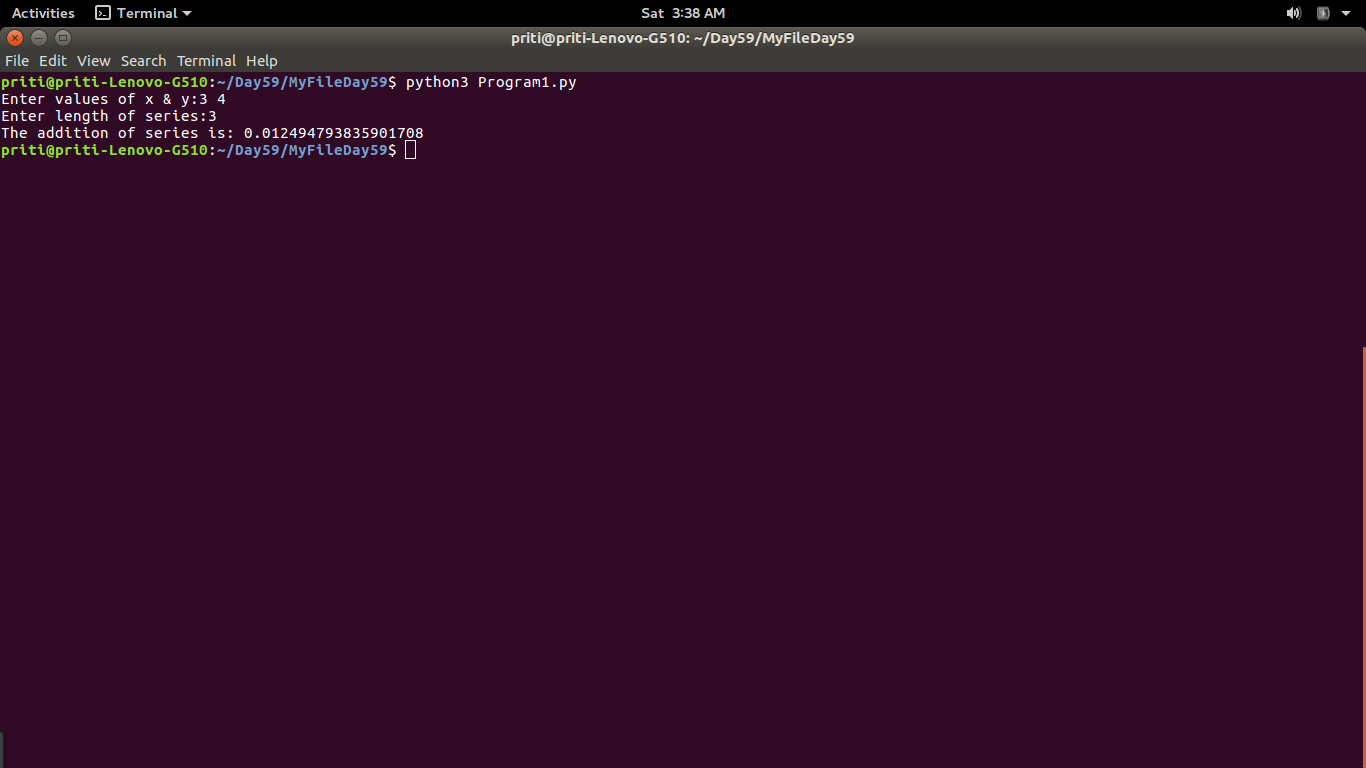 Activities Terminal Sat 3:38 AM
priti@priti-Lenovo-G510: ~/Day59/MyFileDay59
File Edit View Search Terminal Help
priti@priti-Lenovo-G510:~/Day59/MyFileDay59$ python3 Program1.py
Enter values of x & y:3 4
Enter length of series:3
The addition of series is: 0.012494793835901708
priti@priti-Lenovo-G510:~/Day59/MyFileDay59$